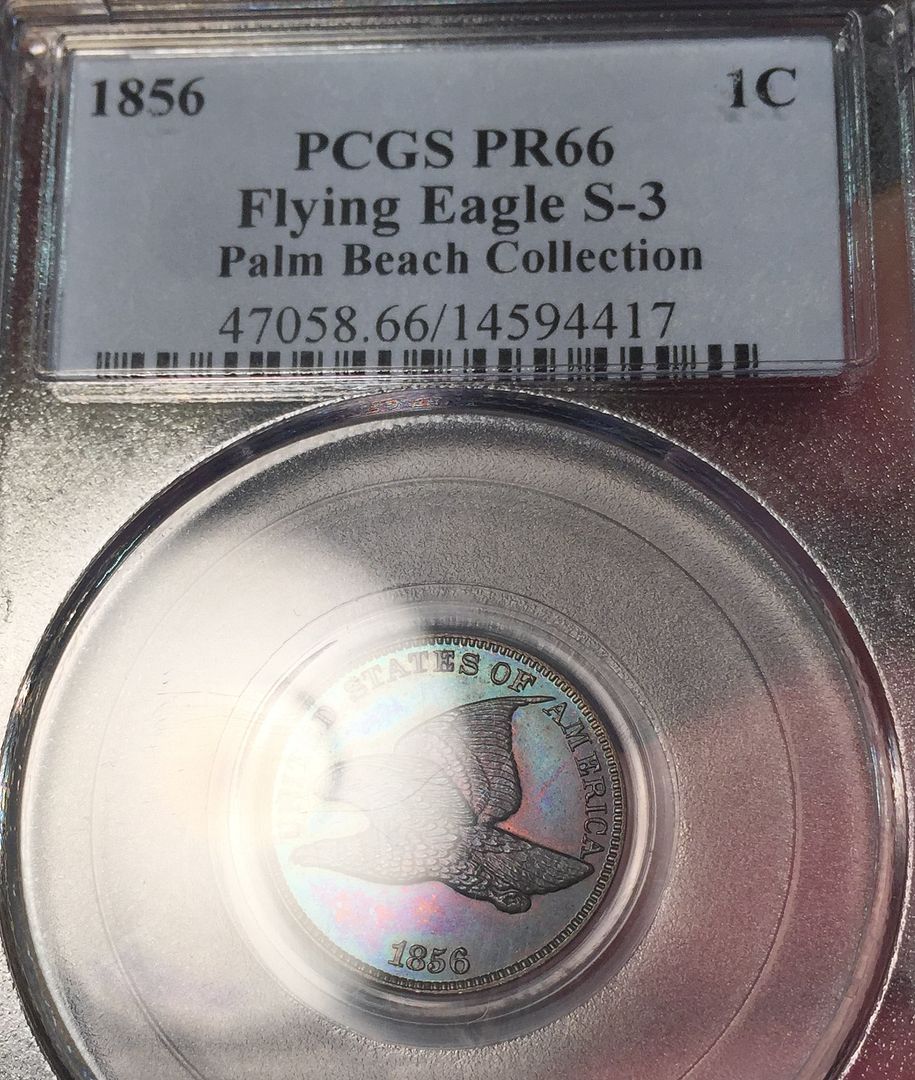 1856 1C
PCGS PR66
Flying Eagle S-3
Palm Beach Collection
47058.66/14594417
D STATES OF AMERICA
1856